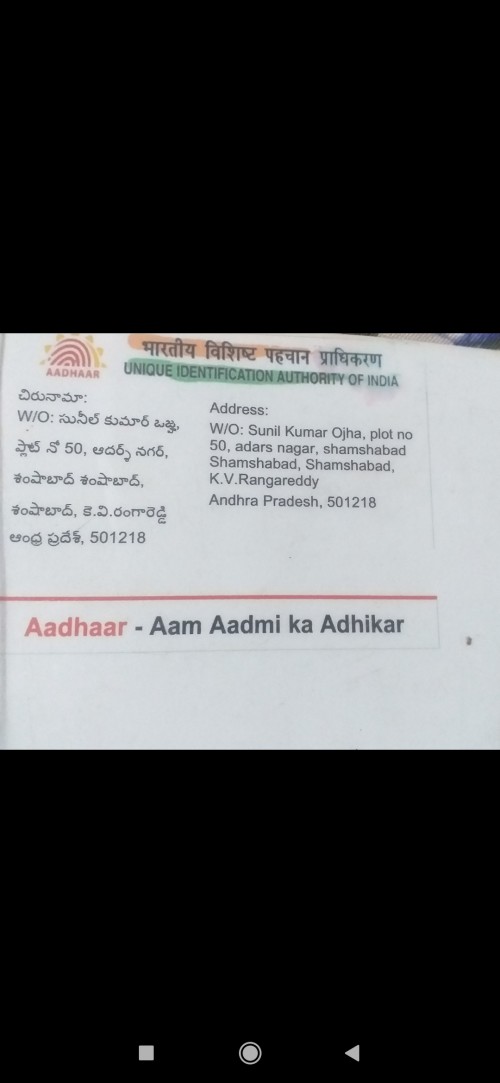 भारतीय विशिष्ट पहचान प्राधिकरण
AADHAAR
UNIQUE IDENTIFICATION AUTHORITY OF INDIA
చిరునామా:
W/O: సునీల్ కుమార్ ఒఝ,
ప్లాట్ నో 50, ఆదర్శ్ నగర్,
శంషాబాద్ శంషాబాద్,
శంషాబాద్, కె.వి.రంగారెడ్డి
ఆంధ్ర ప్రదేశ్, 501218
Address:
W/O: Sunil Kumar Ojha, plot no
50, adars nagar, shamshabad
Shamshabad, Shamshabad,
K.V.Rangareddy
Andhra Pradesh, 501218
Aadhaar - Aam Aadmi ka Adhikar